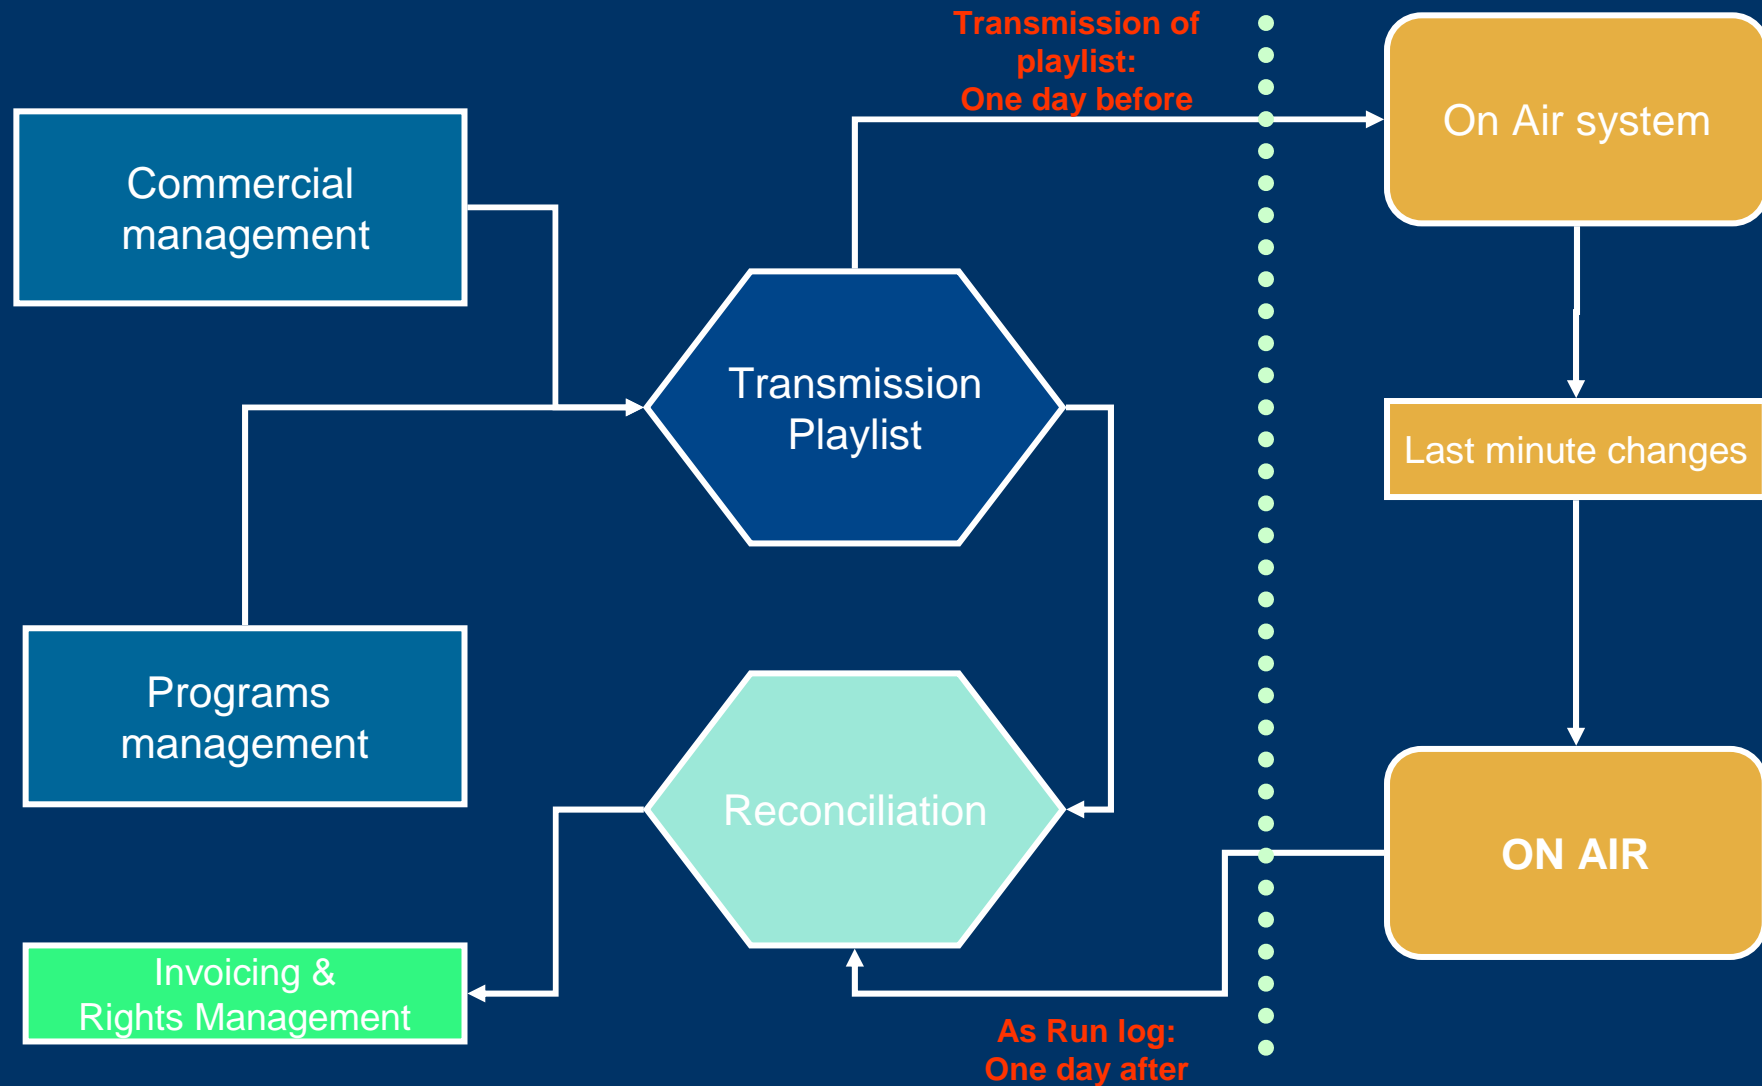 Transmission of
playlist:
One day before
On Air system
Commercial
management
Transmission
Playlist
Last minute changes
Programs
management
Reconciliation
ON AIR
Invoicing &
Rights Management
As Run log:
One day after